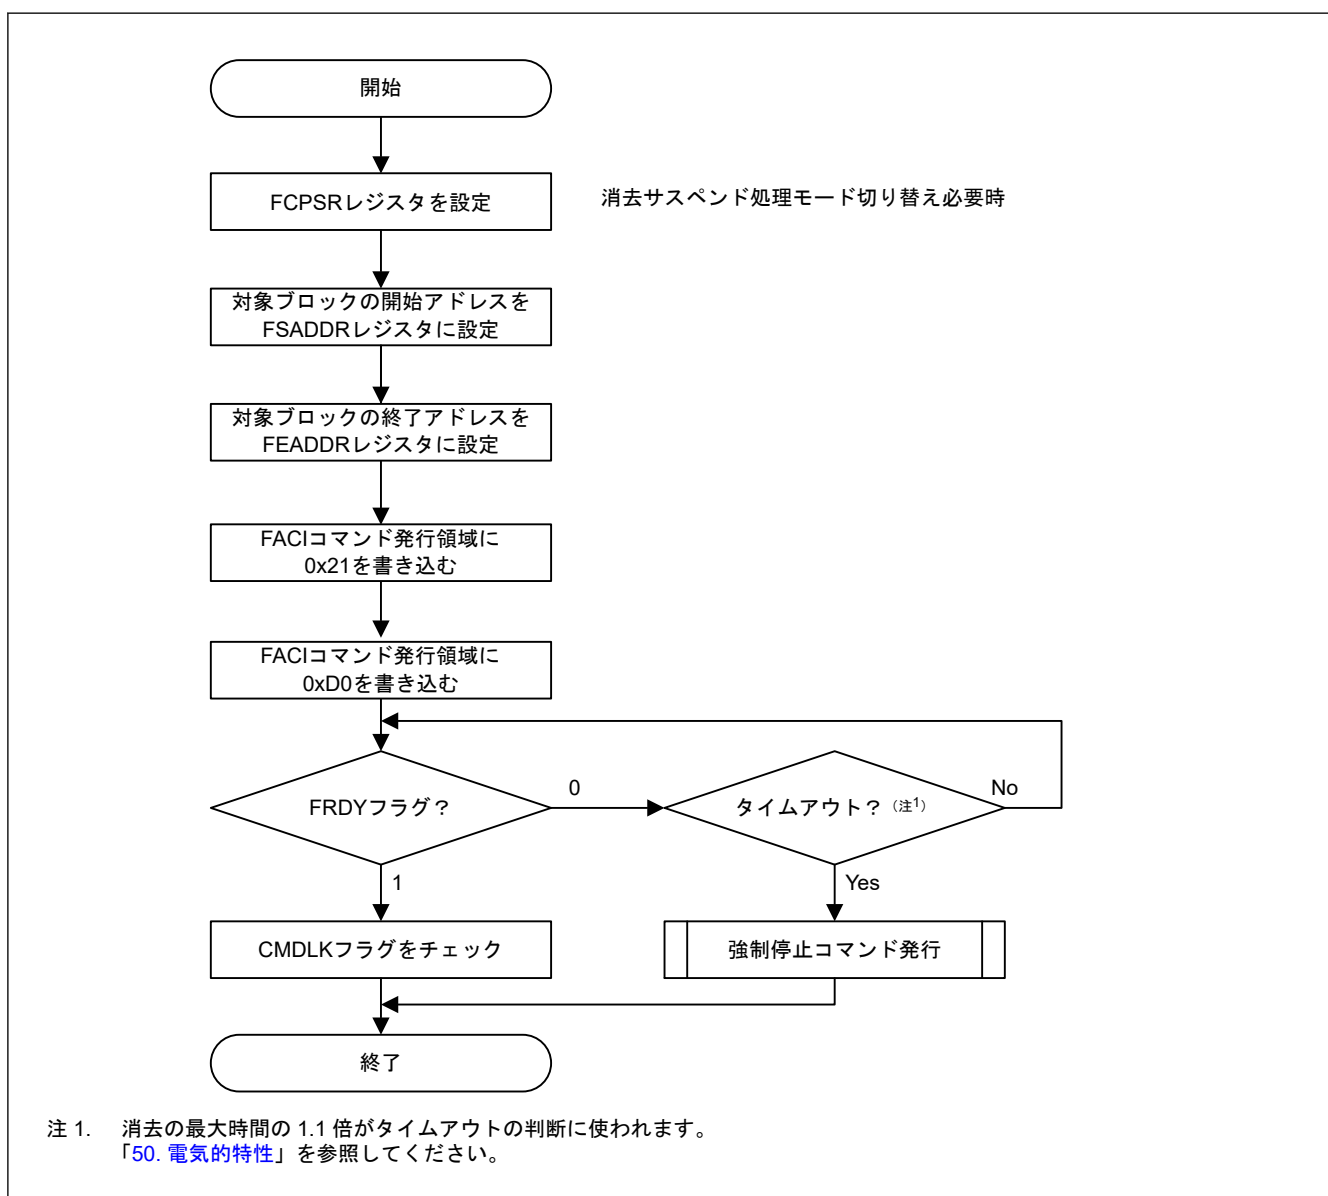 開始
FCPSRレジスタを設定
消去サスペンド処理モード切り替え必要時
対象ブロックの開始アドレスを
FSADDRレジスタに設定
対象ブロックの終了アドレスを
FEADDRレジスタに設定
FACIコマンド発行領域に
0x21を書き込む
FACIコマンド発行領域に
0xD0を書き込む
FRDYフラグ？
0
タイムアウト？（注1）
No
1
Yes
CMDLKフラグをチェック
強制停止コマンド発行
終了
注 1. 消去の最大時間の 1.1 倍がタイムアウトの判断に使われます。
「50. 電気的特性」を参照してください。